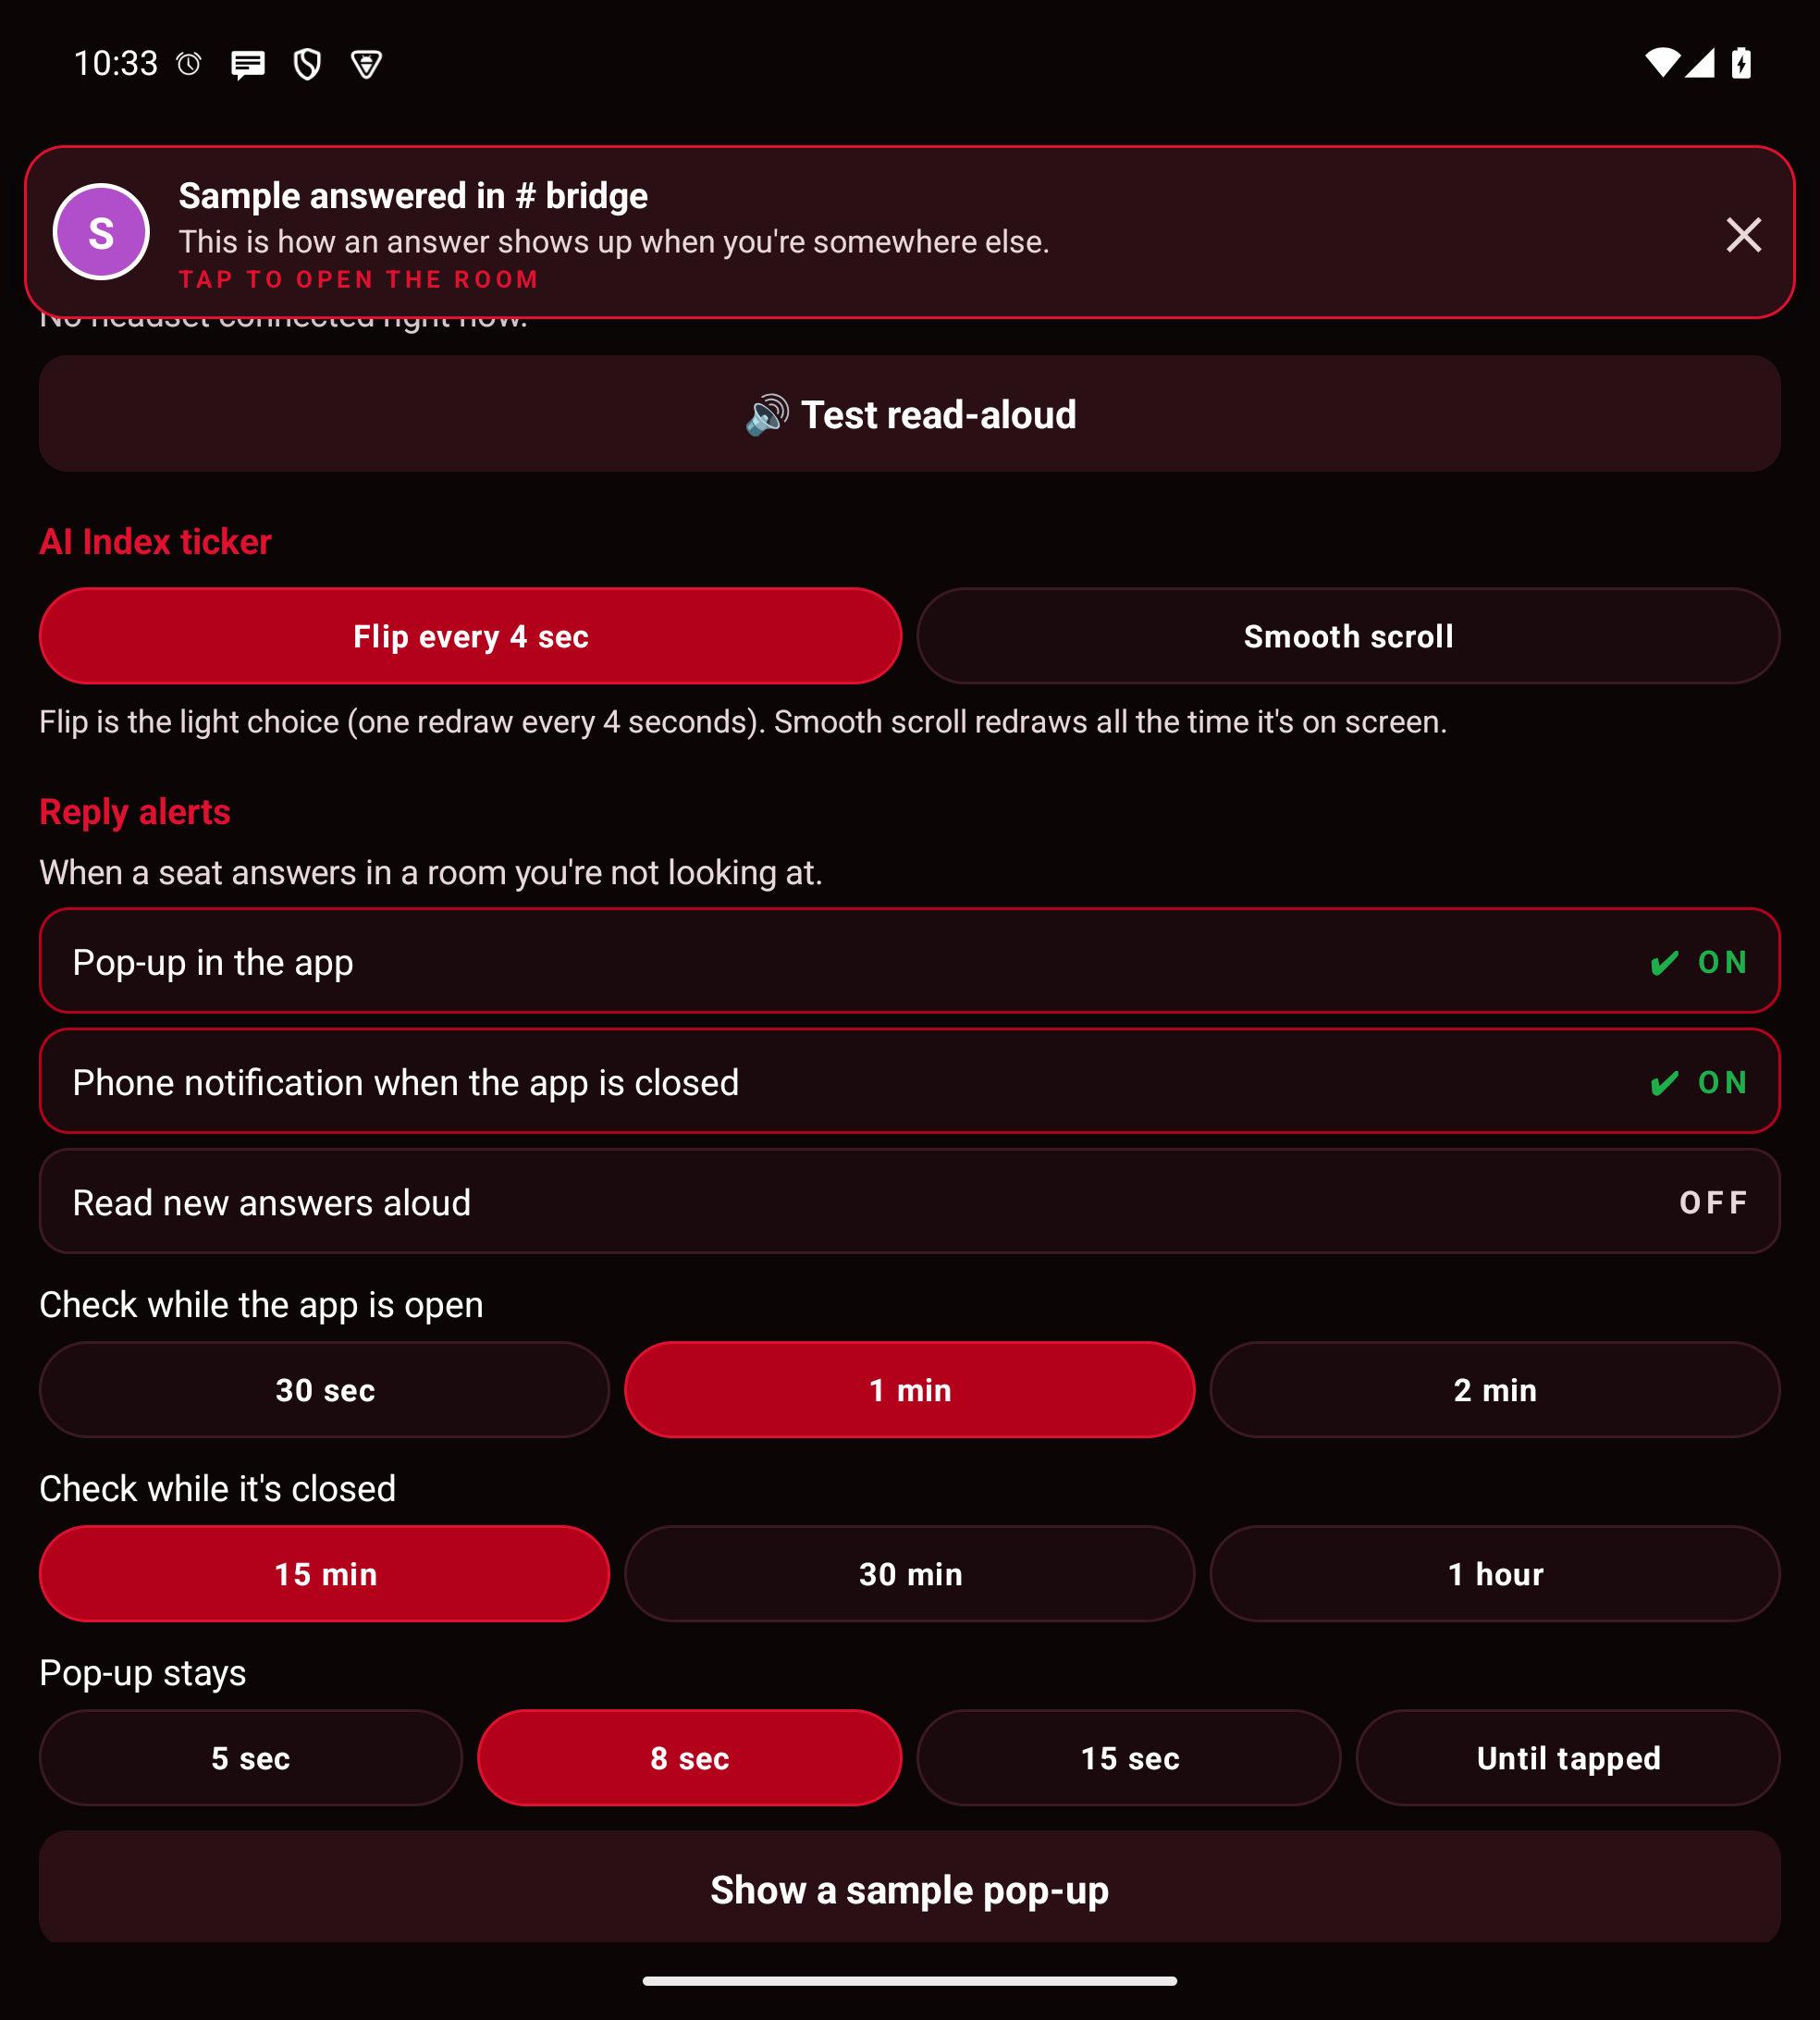 10:33
S
Sample answered in # bridge
This is how an answer shows up when you're somewhere else.
TAP TO OPEN THE ROOM
No headset connected right now.
Test read-aloud
AI Index ticker
Flip every 4 sec
Smooth scroll
Flip is the light choice (one redraw every 4 seconds). Smooth scroll redraws all the time it's on screen.
Reply alerts
When a seat answers in a room you're not looking at.
Pop-up in the app
✔ ON
Phone notification when the app is closed
✔ ON
Read new answers aloud
OFF
Check while the app is open
30 sec
1 min
2 min
Check while it's closed
15 min
30 min
1 hour
Pop-up stays
5 sec
8 sec
15 sec
Until tapped
Show a sample pop-up